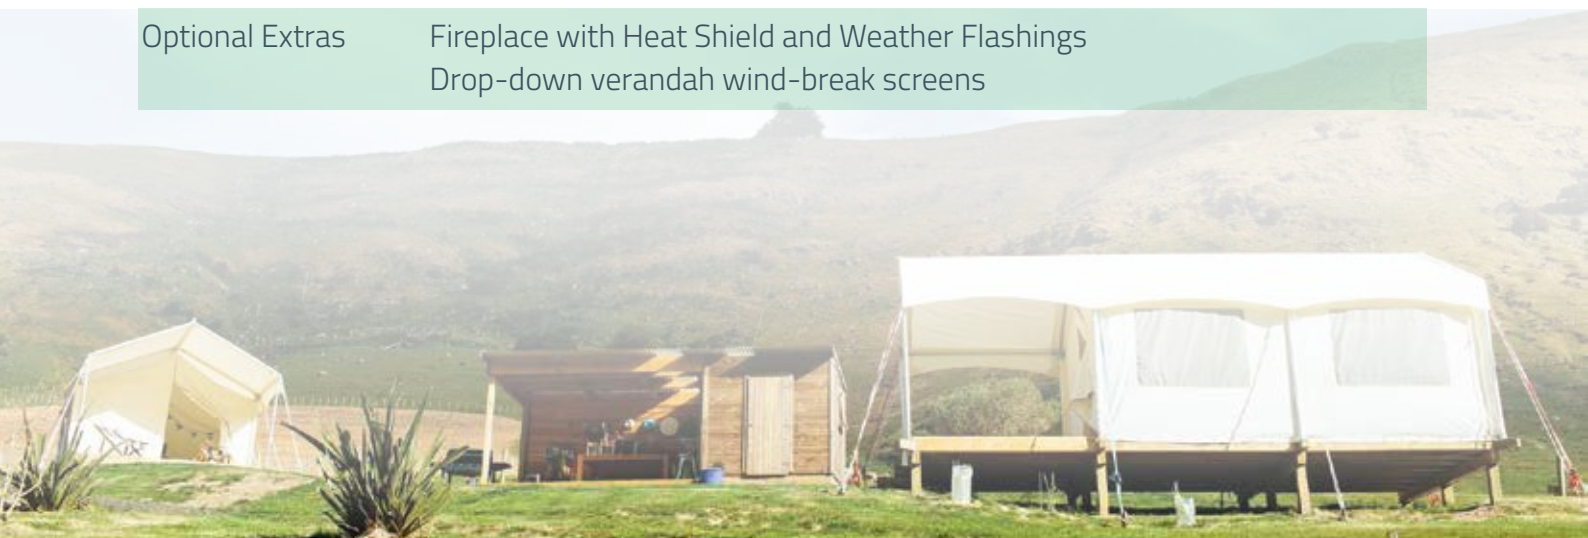 Optional Extras Fireplace with Heat Shield and Weather Flashings
Drop-down verandah wind-break screens